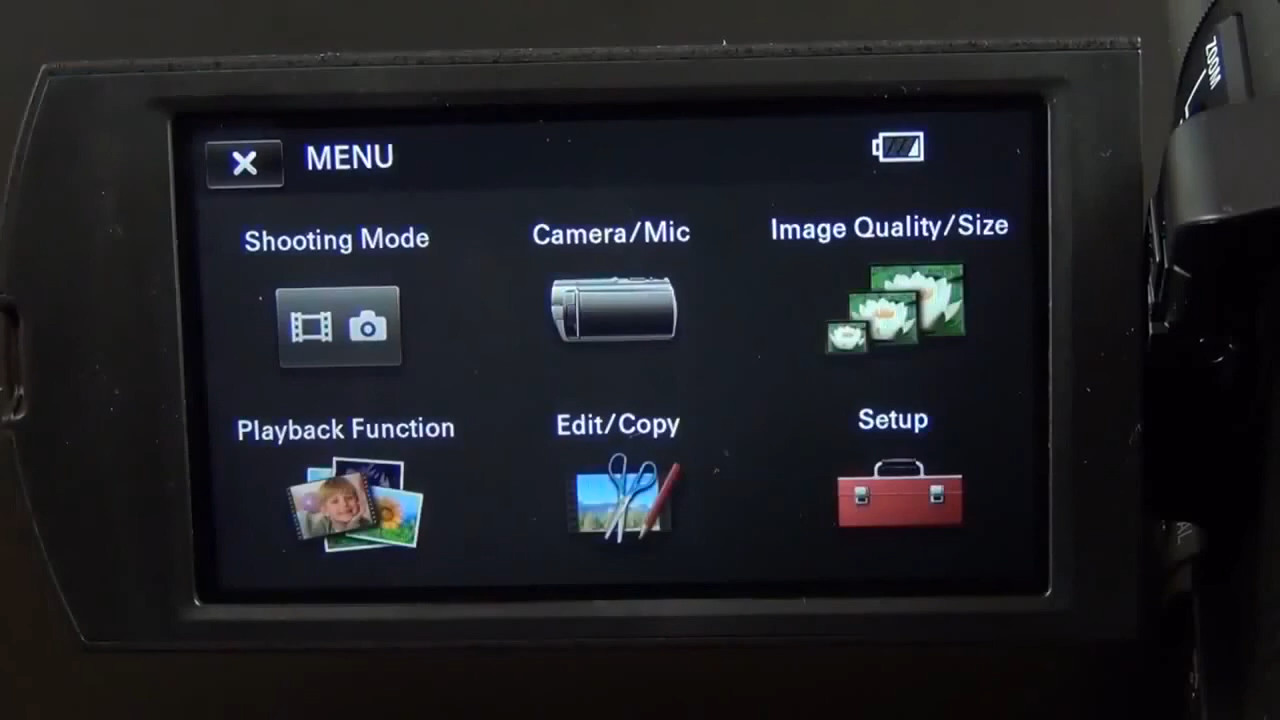 MENU
Shooting Mode
Camera/Mic
Image Quality/Size
Playback Function
Edit/Copy
Setup
ZOOM